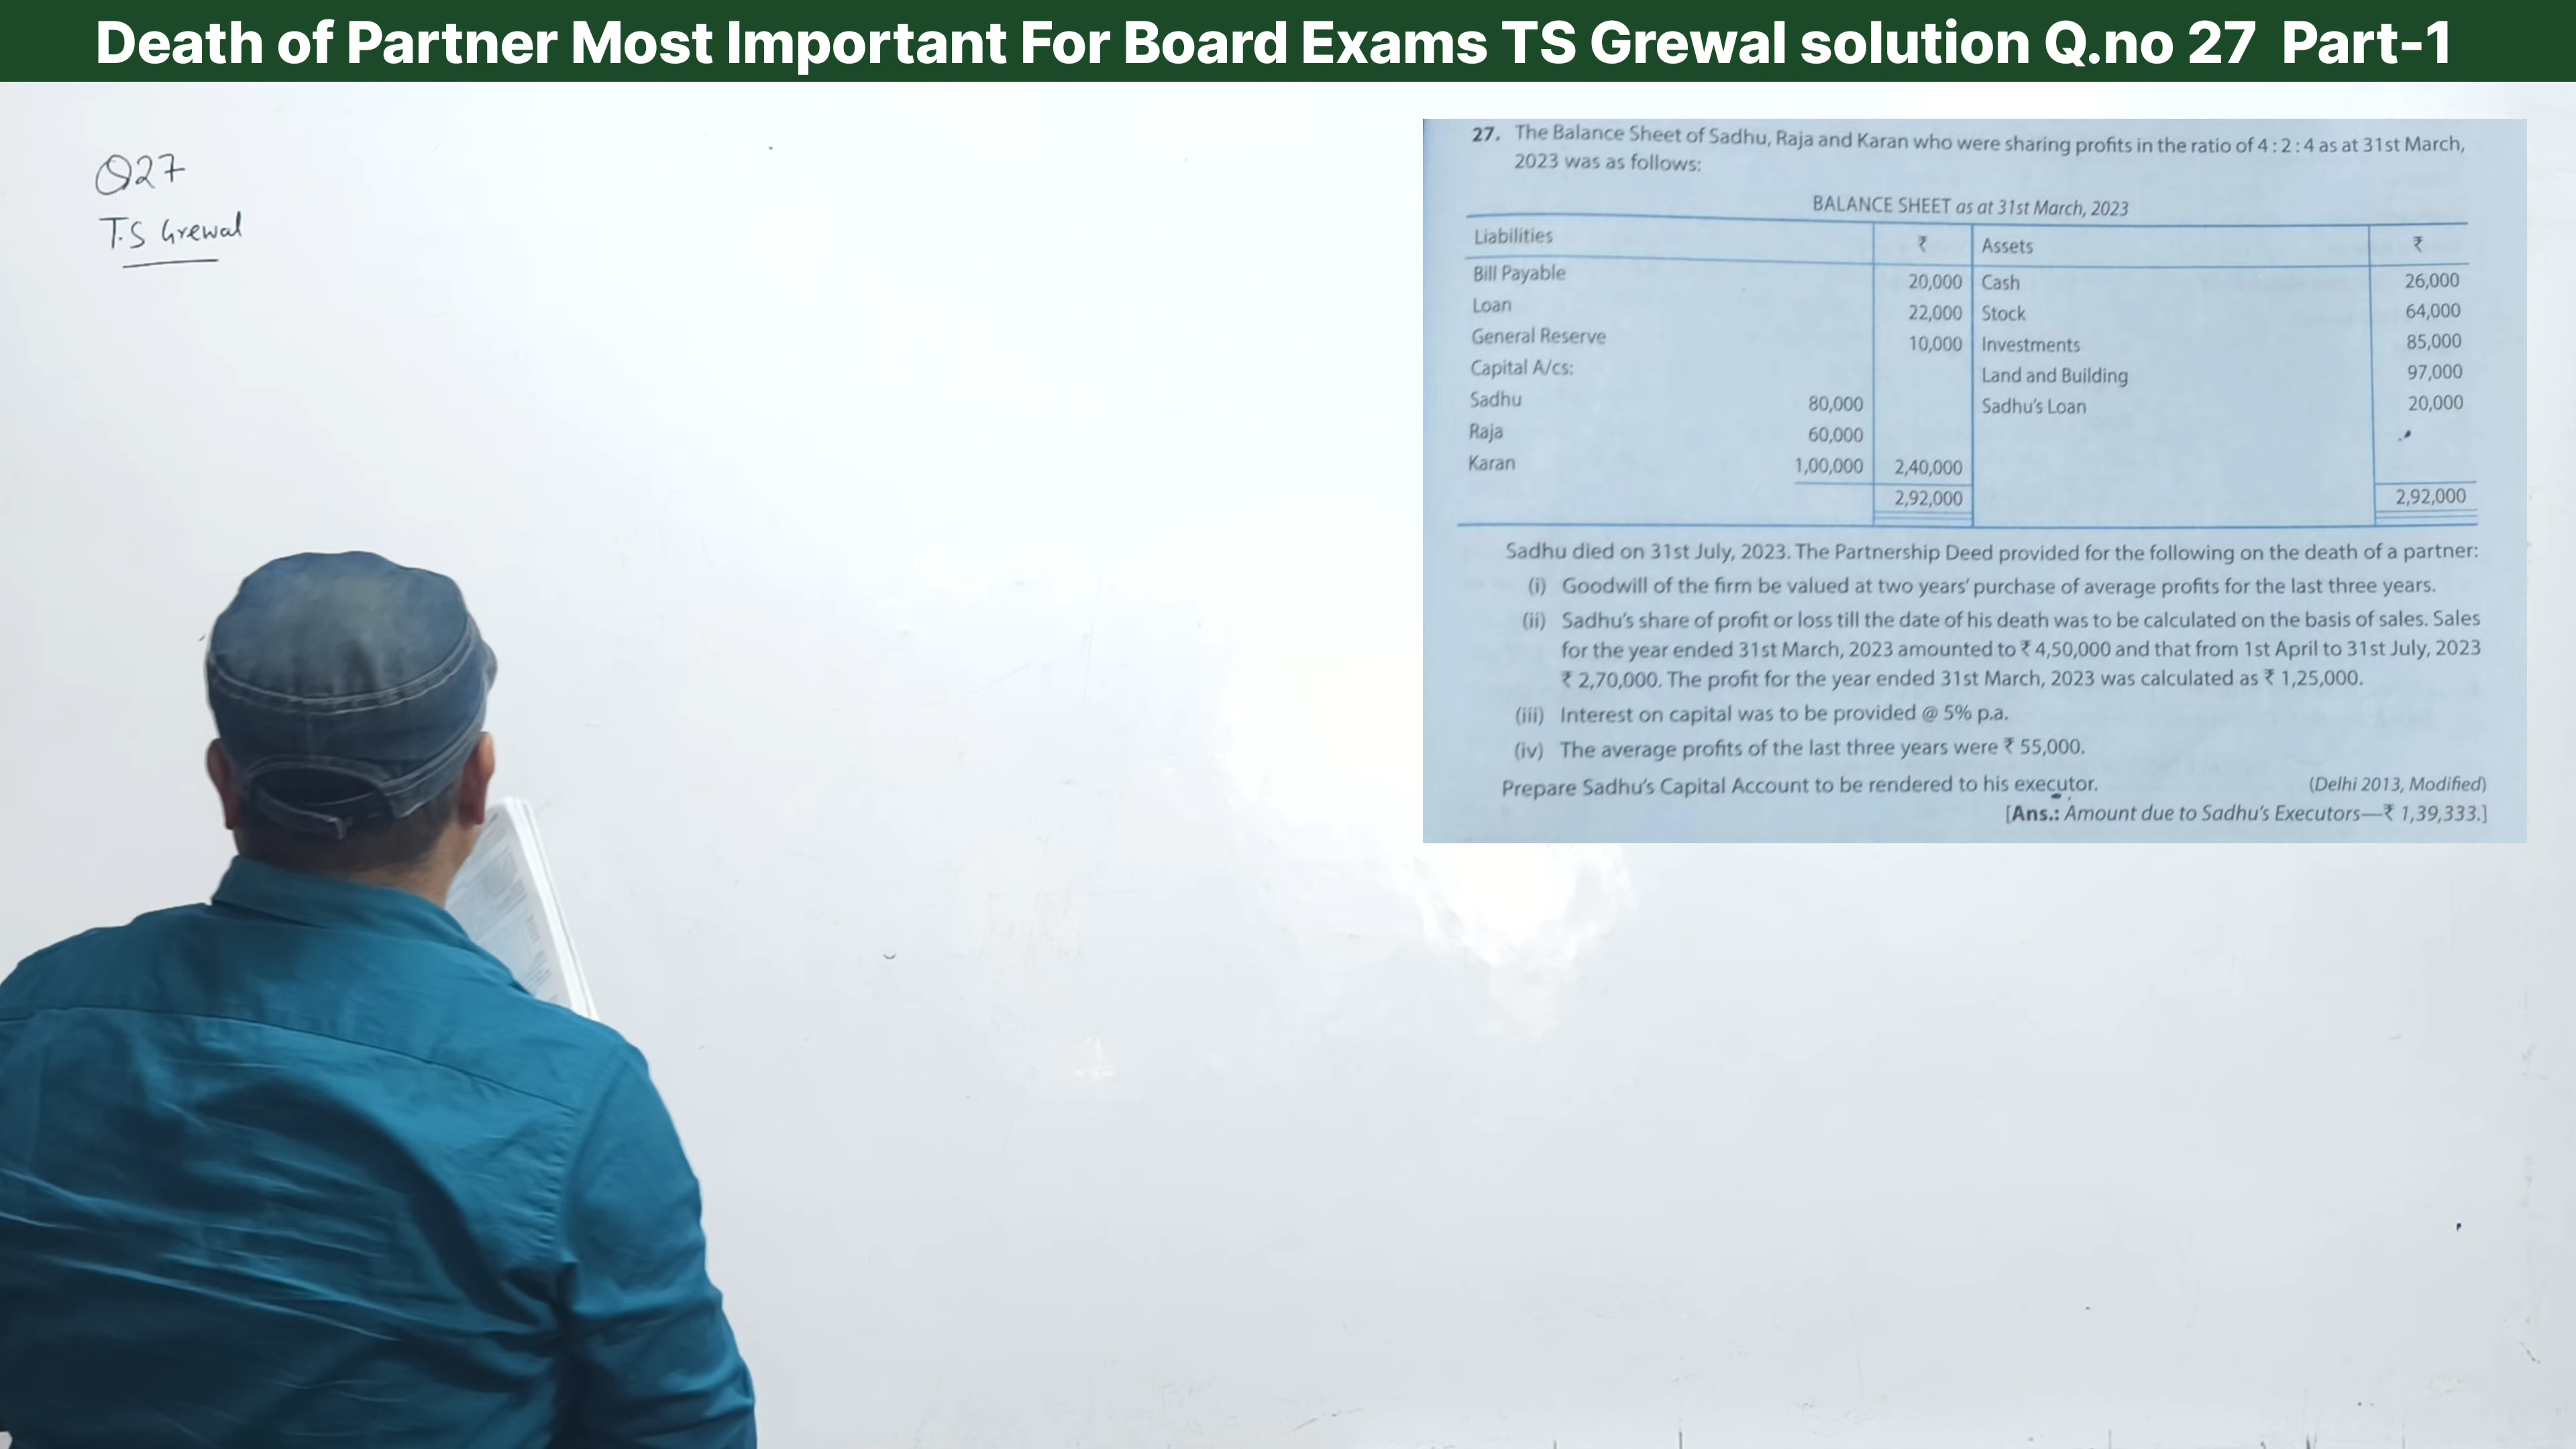 Death of Partner Most Important For Board Exams TS Grewal solution Q.no 27 Part-1
Q27
T.S Grewal
27. The Balance Sheet of Sadhu, Raja and Karan who were sharing profits in the ratio of 4 : 2 : 4 as at 31st March,
2023 was as follows:
BALANCE SHEET as at 31st March, 2023
Liabilities ₹ Assets ₹
Bill Payable 20,000 Cash 26,000
Loan 22,000 Stock 64,000
General Reserve 10,000 Investments 85,000
Capital A/cs: Land and Building 97,000
Sadhu 80,000 Sadhu's Loan 20,000
Raja 60,000
Karan 1,00,000 2,40,000
2,92,000 2,92,000
Sadhu died on 31st July, 2023. The Partnership Deed provided for the following on the death of a partner:
(i) Goodwill of the firm be valued at two years' purchase of average profits for the last three years.
(ii) Sadhu's share of profit or loss till the date of his death was to be calculated on the basis of sales. Sales
for the year ended 31st March, 2023 amounted to ₹ 4,50,000 and that from 1st April to 31st July, 2023
₹ 2,70,000. The profit for the year ended 31st March, 2023 was calculated as ₹ 1,25,000.
(iii) Interest on capital was to be provided @ 5% p.a.
(iv) The average profits of the last three years were ₹ 55,000.
Prepare Sadhu's Capital Account to be rendered to his executor. (Delhi 2013, Modified)
[Ans.: Amount due to Sadhu's Executors—₹ 1,39,333.]